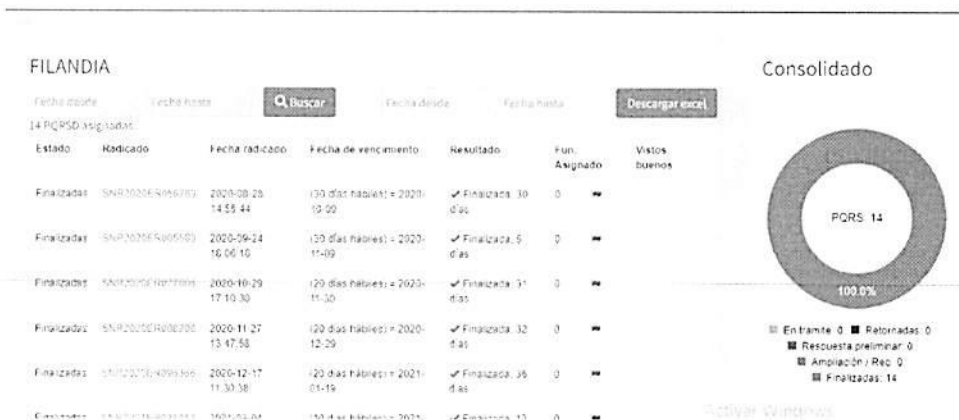 FILANDIA
Consolidado
Fecha desde Fecha hasta Buscar Fecha desde Fecha hasta Descargar excel
14 PQRSD asignadas
Estado Radicado Fecha radicado Fecha de vencimiento Resultado Fun. Asignado Vistos buenos
Finalizadas 2020-08-28 (30 días hábiles) = 2020- ✔ Finalizada, 30 0
14:55:44 10-09 días
Finalizadas 2020-09-24 (30 días hábiles) = 2020- ✔ Finalizada, 5 0
11-09 días
Finalizadas 2020-10-29 (20 días hábiles) = 2020- ✔ Finalizada, 31 0
17:10:30 11-30 días
Finalizadas 2020-11-27 (20 días hábiles) = 2020- ✔ Finalizada, 32 0
13:47:58 12-29 días
Finalizadas 2020-12-17 (20 días hábiles) = 2021- ✔ Finalizada, 36 0
11:30:38 01-19 días
PQRS: 14
100.0%
En tramite: 0 Retornadas: 0
Respuesta preliminar: 0
Ampliación / Req: 0
Finalizadas: 14
Activar Windows